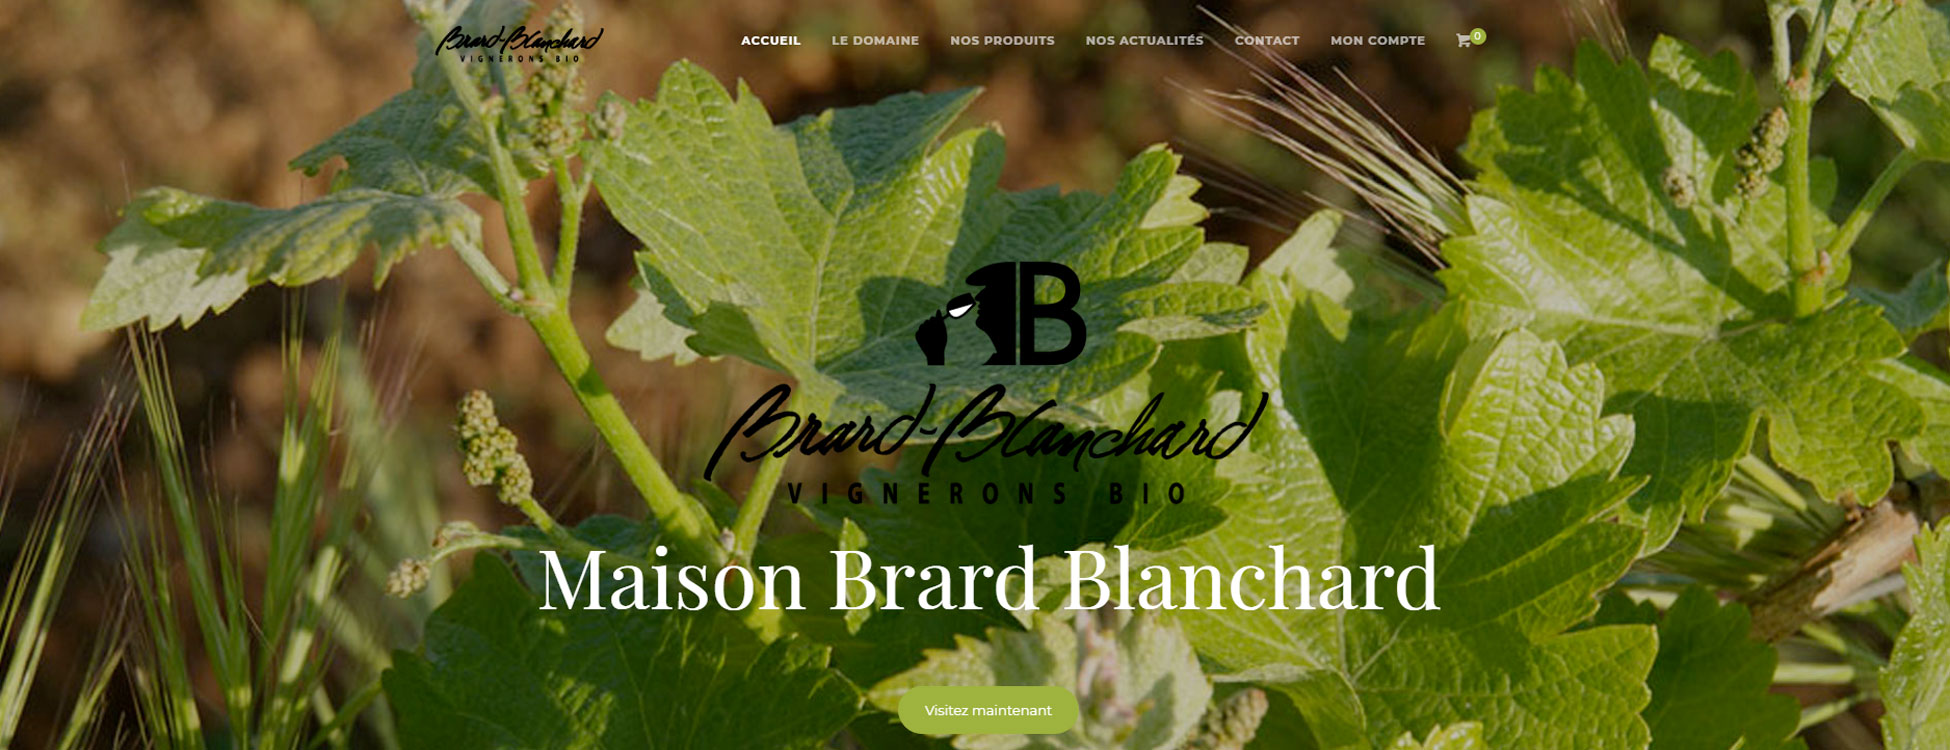 Brard-Blanchard
VIGNERONS BIO
ACCUEIL LE DOMAINE NOS PRODUITS NOS ACTUALITÉS CONTACT MON COMPTE 0
B
Brard-Blanchard
VIGNERONS BIO
Maison Brard Blanchard
Visitez maintenant